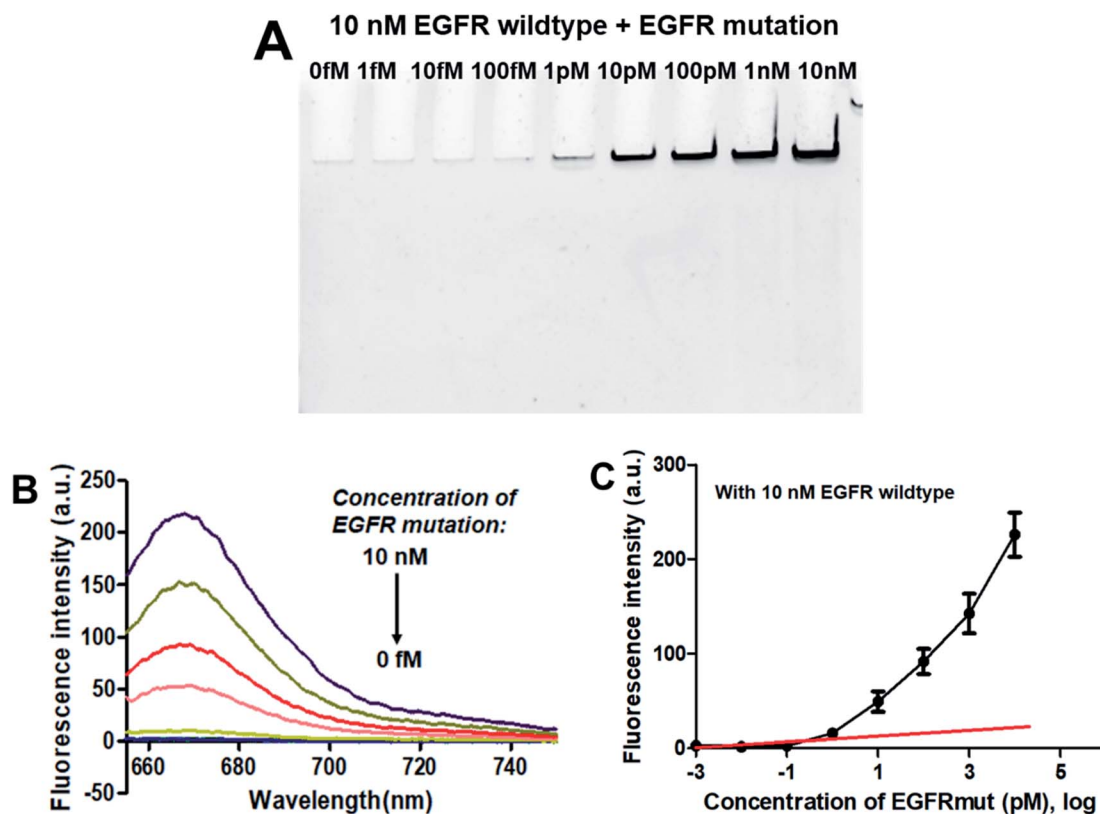 A
10 nM EGFR wildtype + EGFR mutation
0fM 1fM 10fM 100fM 1pM 10pM 100pM 1nM 10nM
B
Fluorescence intensity (a.u.)
250
200
150
100
50
0
-50
660 680 700 720 740
Wavelength(nm)
Concentration of
EGFR mutation:
10 nM
0 fM
C
Fluorescence intensity (a.u.)
300
200
100
0
-3 -1 1 3 5
Concentration of EGFRmut (pM), log
With 10 nM EGFR wildtype